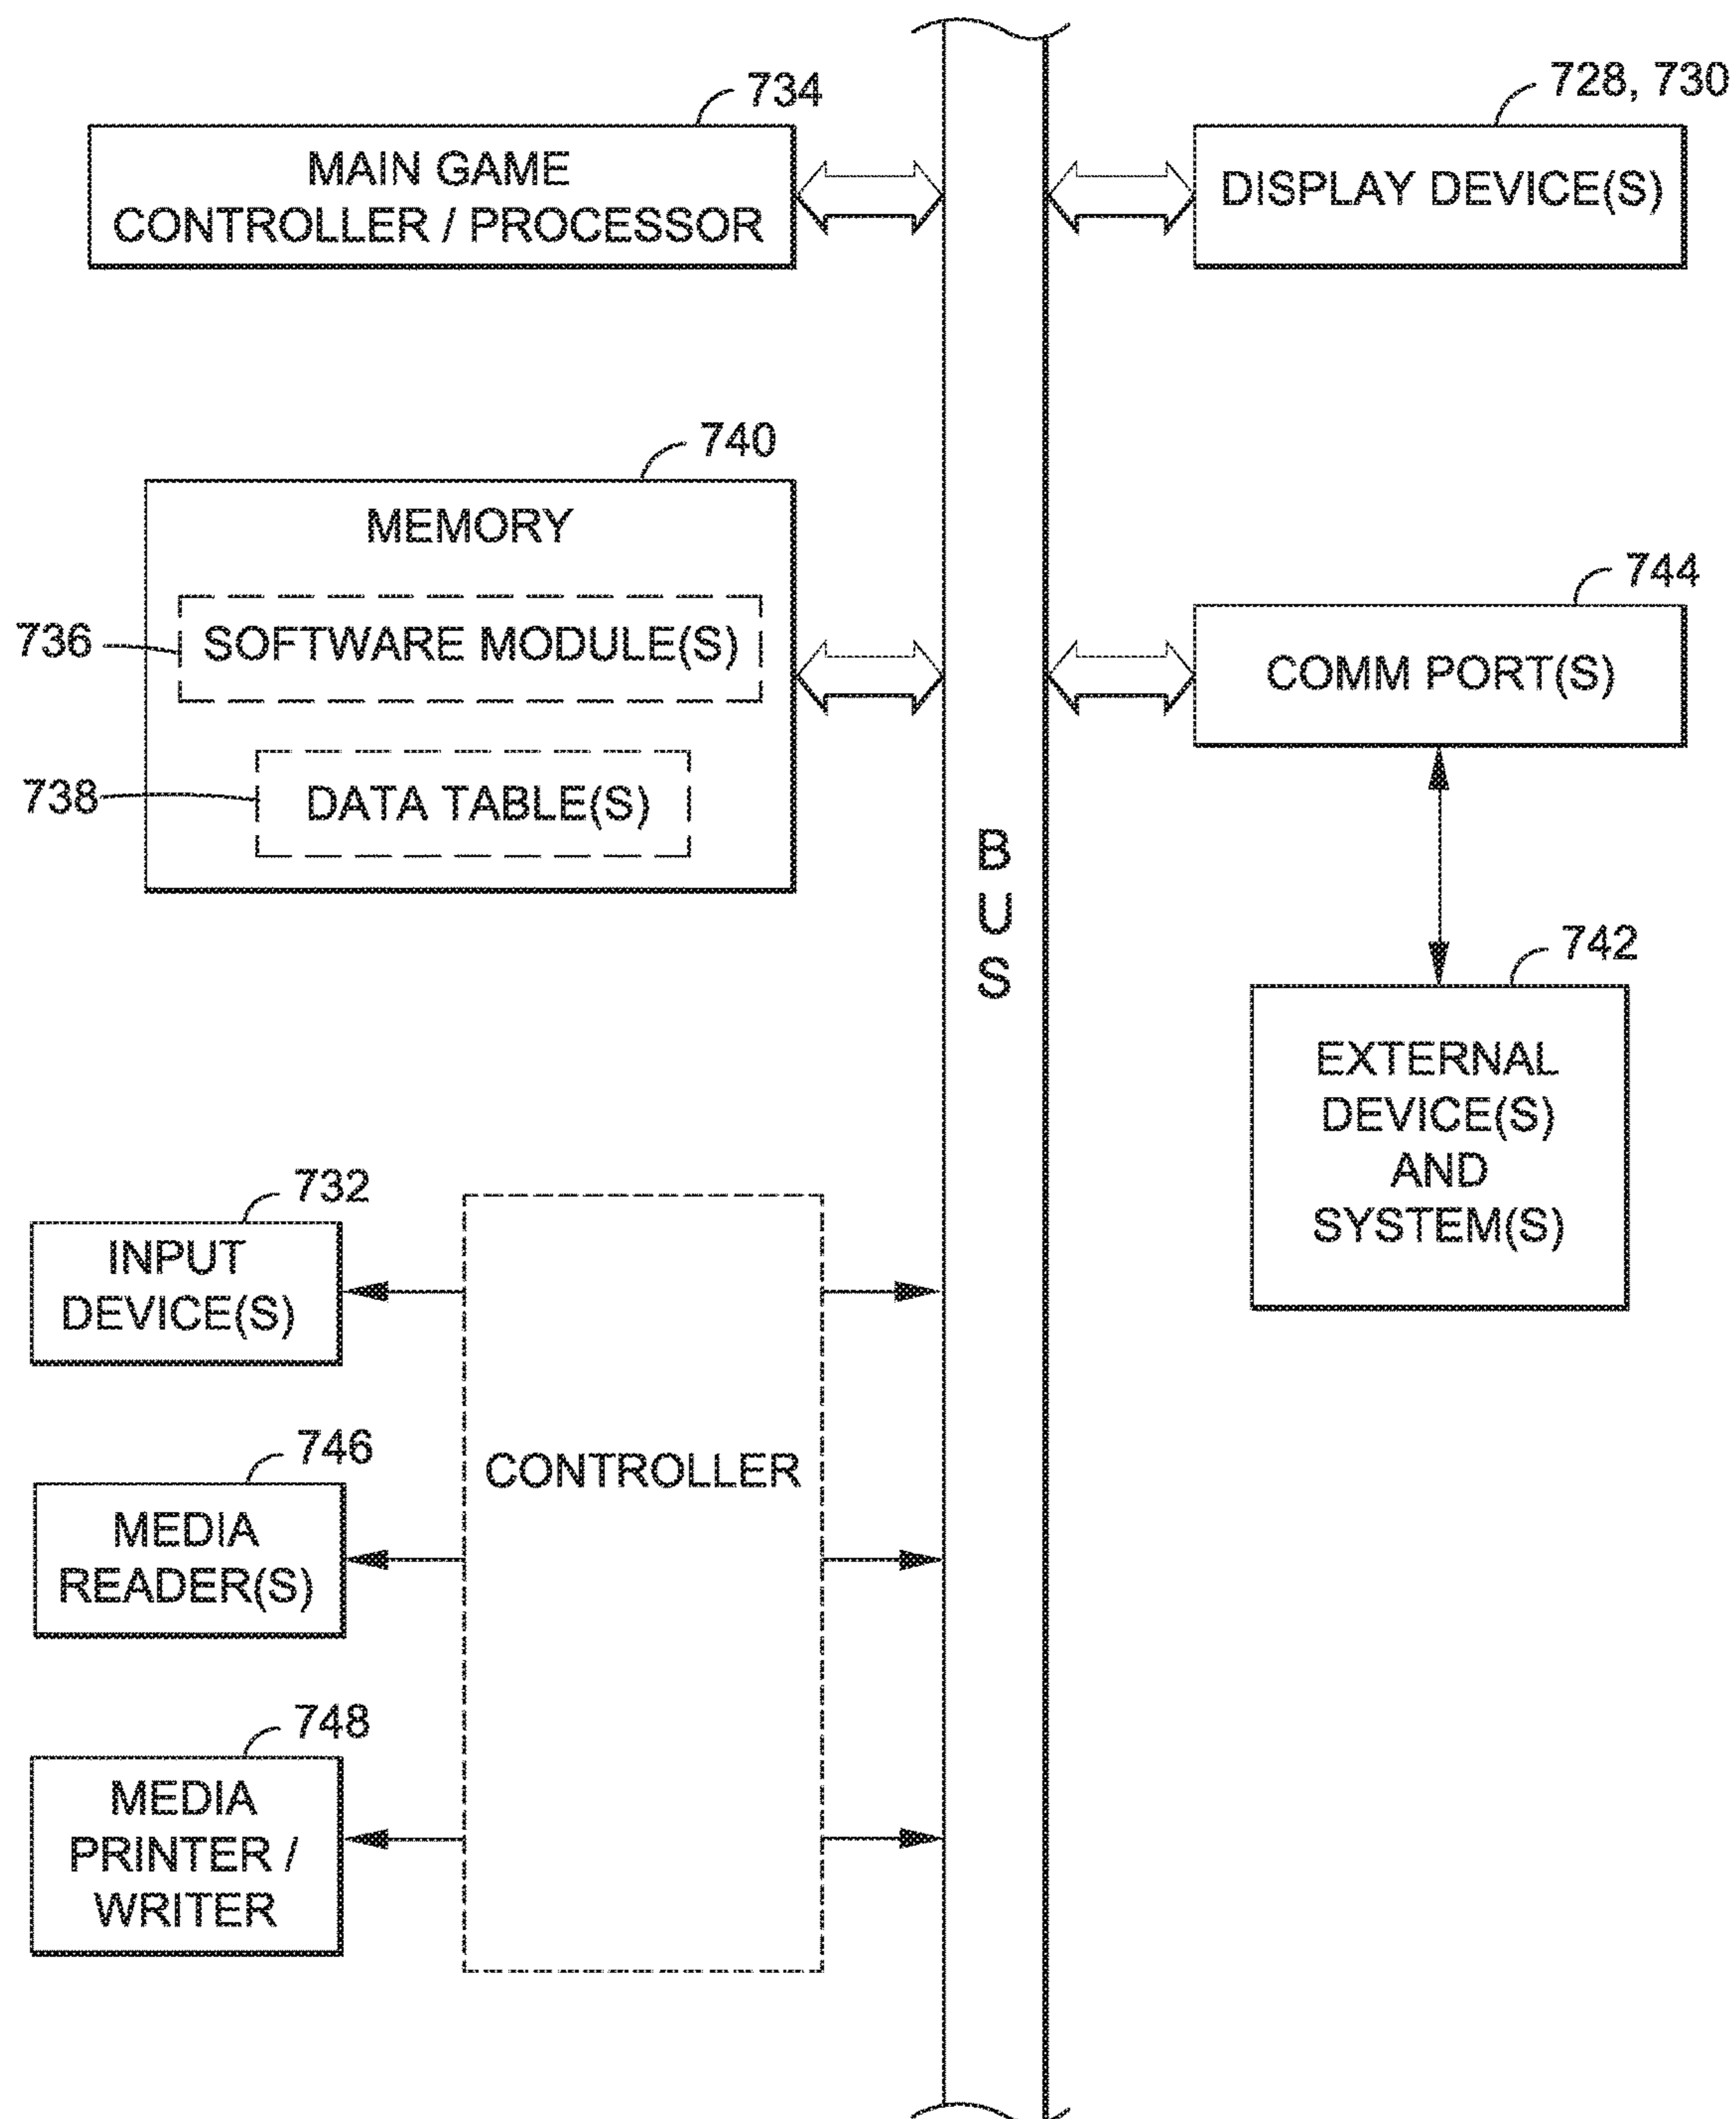 734
MAIN GAME
CONTROLLER / PROCESSOR
728, 730
DISPLAY DEVICE(S)
740
MEMORY
736
SOFTWARE MODULE(S)
738
DATA TABLE(S)
744
COMM PORT(S)
B
U
S
742
EXTERNAL
DEVICE(S)
AND
SYSTEM(S)
732
INPUT
DEVICE(S)
CONTROLLER
746
MEDIA
READER(S)
748
MEDIA
PRINTER /
WRITER